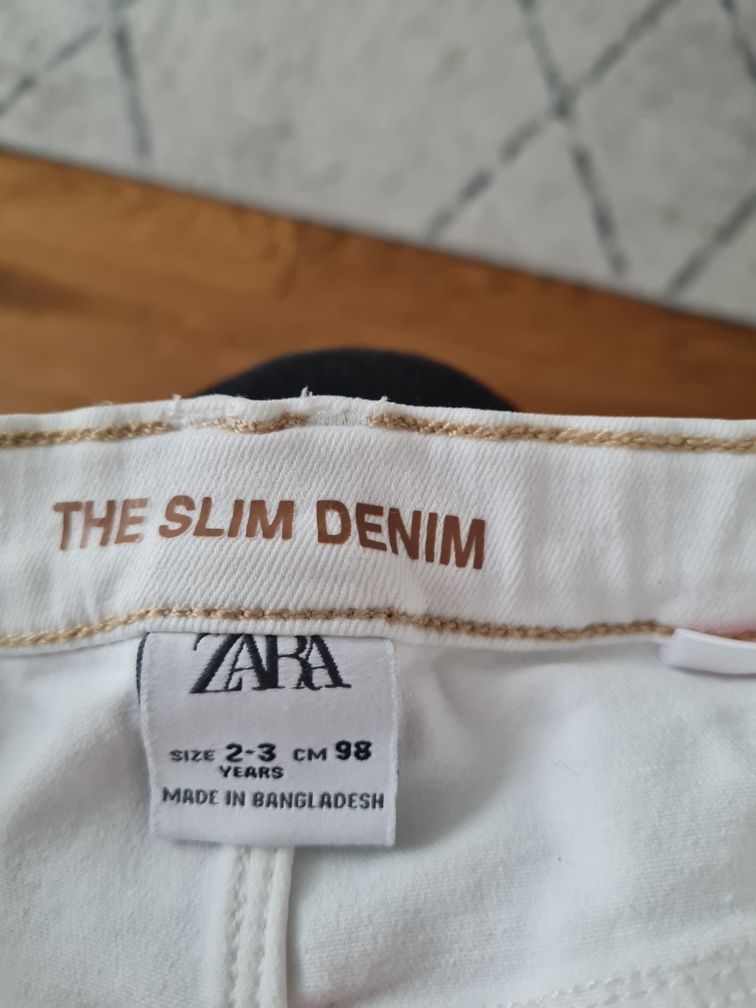 THE SLIM DENIM
ZARA
SIZE 2-3 CM 98
YEARS
MADE IN BANGLADESH